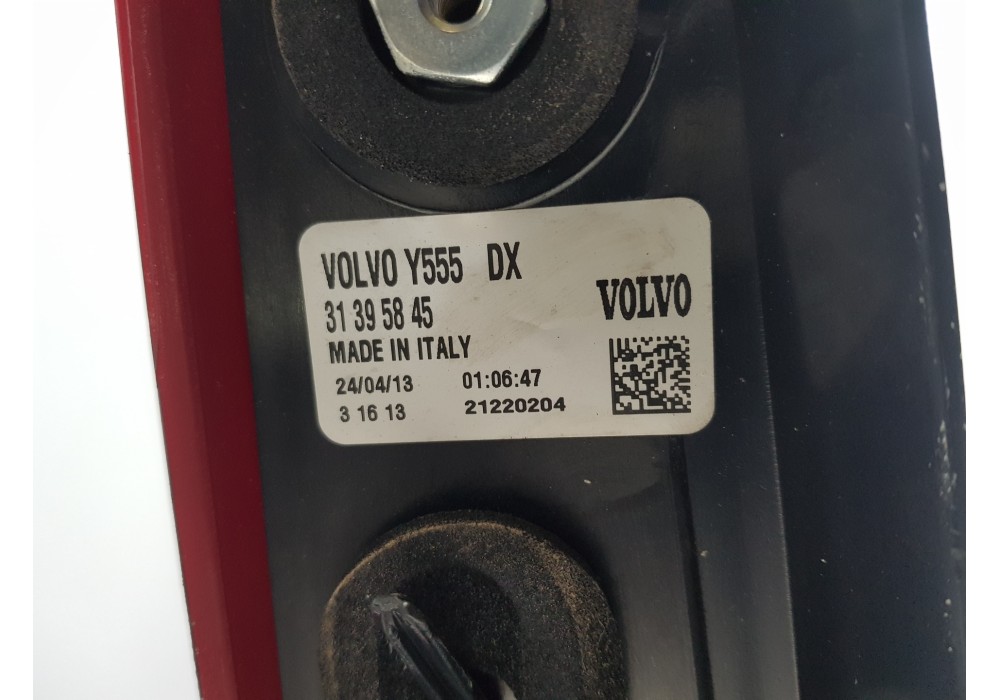 VOLVO Y555 DX
31 39 58 45
VOLVO
MADE IN ITALY
24/04/13 01:06:47
3 16 13 21220204